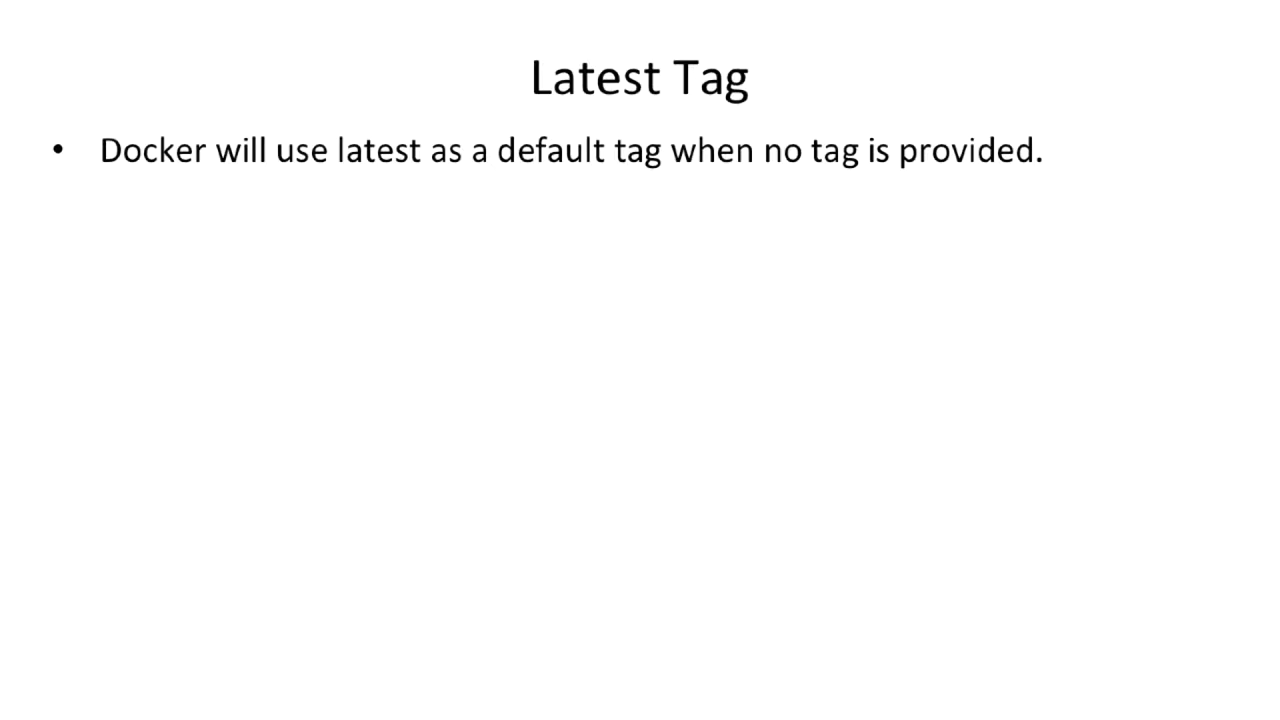 Latest Tag
• Docker will use latest as a default tag when no tag is provided.